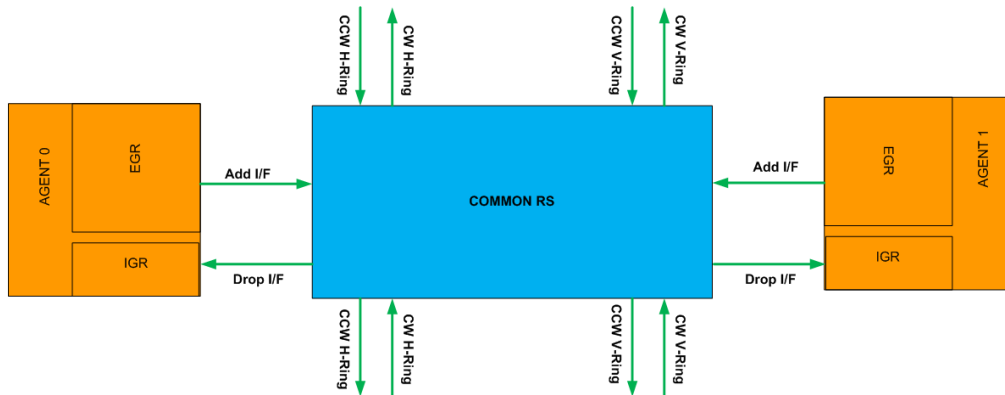 CCW H-Ring
CW H-Ring
CCW V-Ring
CW V-Ring
AGENT 0
EGR
IGR
Add I/F
Drop I/F
COMMON RS
Add I/F
Drop I/F
EGR
IGR
AGENT 1
CCW H-Ring
CW H-Ring
CCW V-Ring
CW V-Ring